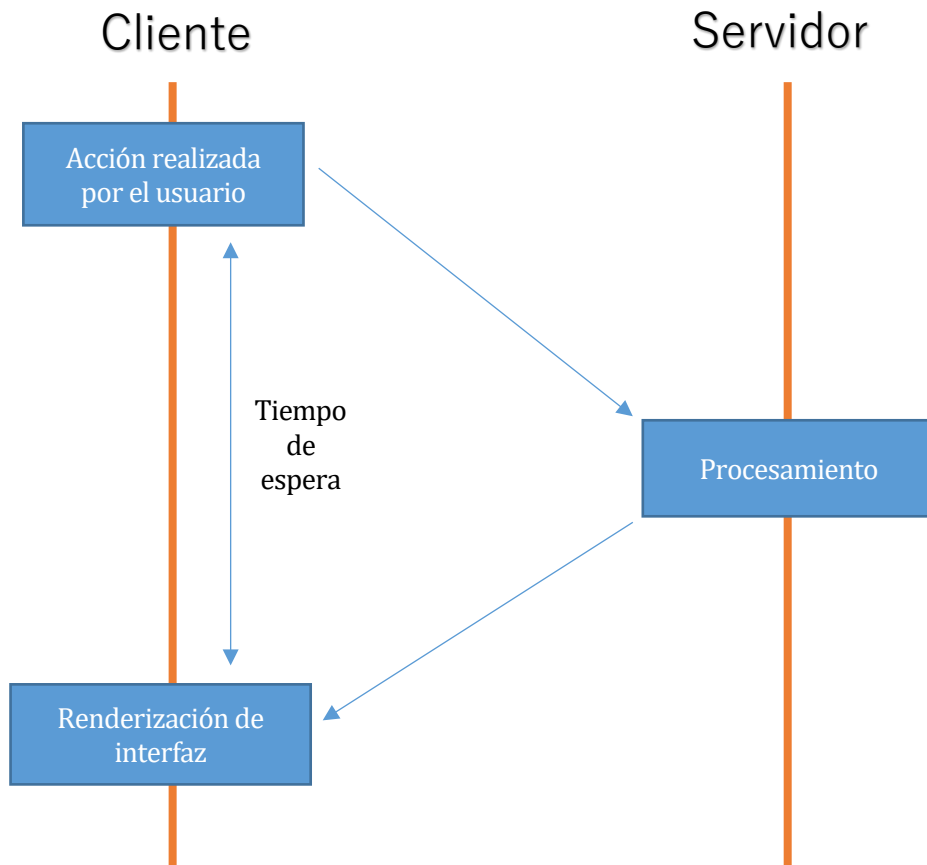 Cliente
Servidor
Acción realizada
por el usuario
Tiempo
de
espera
Procesamiento
Renderización de
interfaz